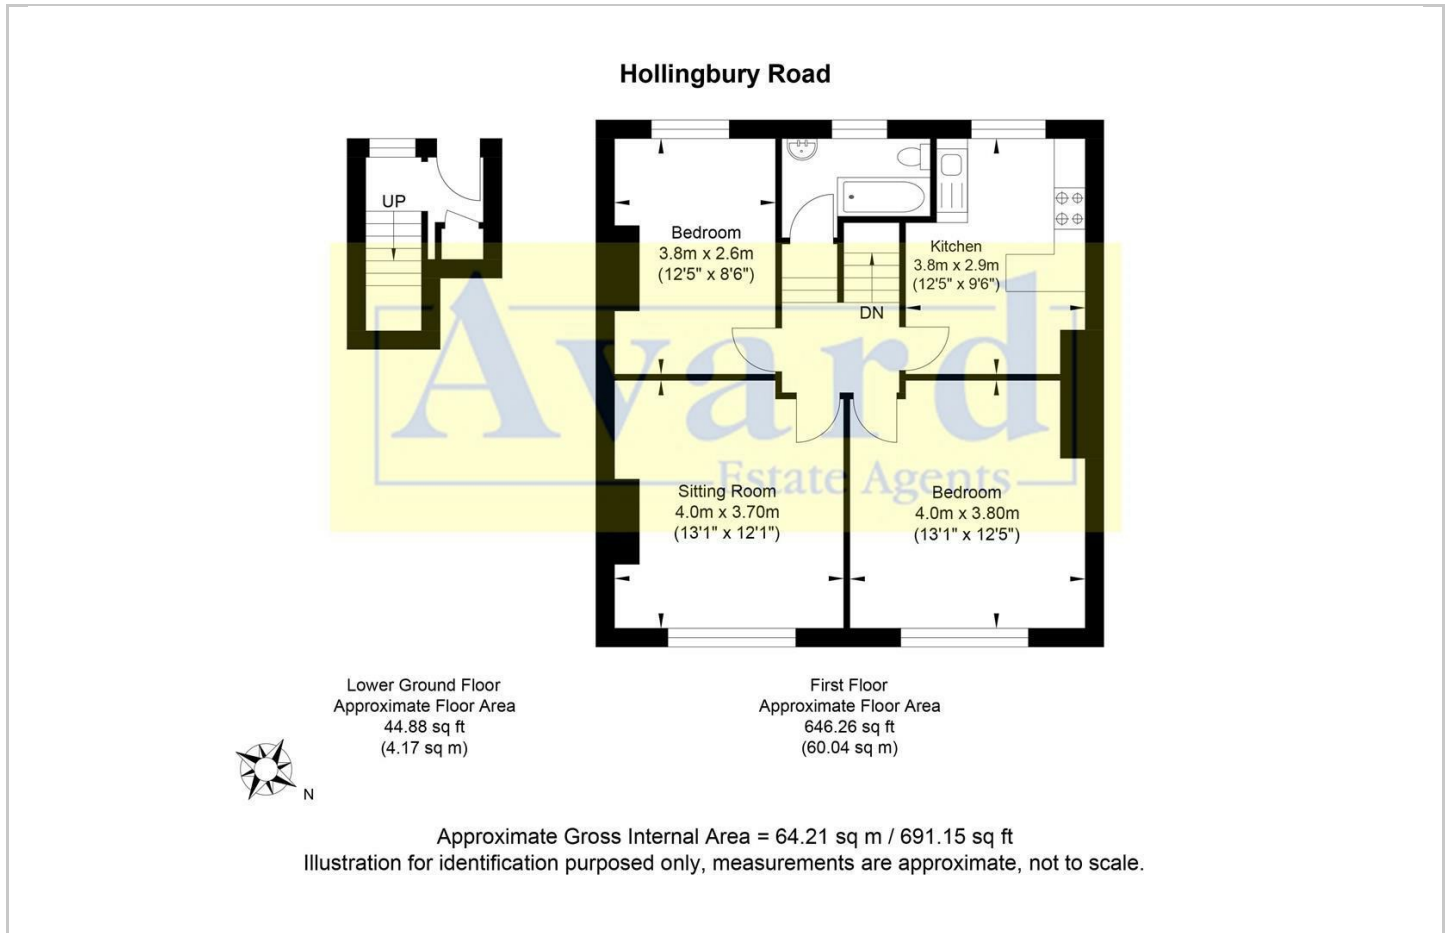 Hollingbury Road
UP
Bedroom
3.8m x 2.6m
(12'5" x 8'6")
Kitchen
3.8m x 2.9m
(12'5" x 9'6")
DN
Avard
Estate Agents
Sitting Room
4.0m x 3.70m
(13'1" x 12'1")
Bedroom
4.0m x 3.80m
(13'1" x 12'5")
Lower Ground Floor
Approximate Floor Area
44.88 sq ft
(4.17 sq m)
First Floor
Approximate Floor Area
646.26 sq ft
(60.04 sq m)
N
Approximate Gross Internal Area = 64.21 sq m / 691.15 sq ft
Illustration for identification purposed only, measurements are approximate, not to scale.